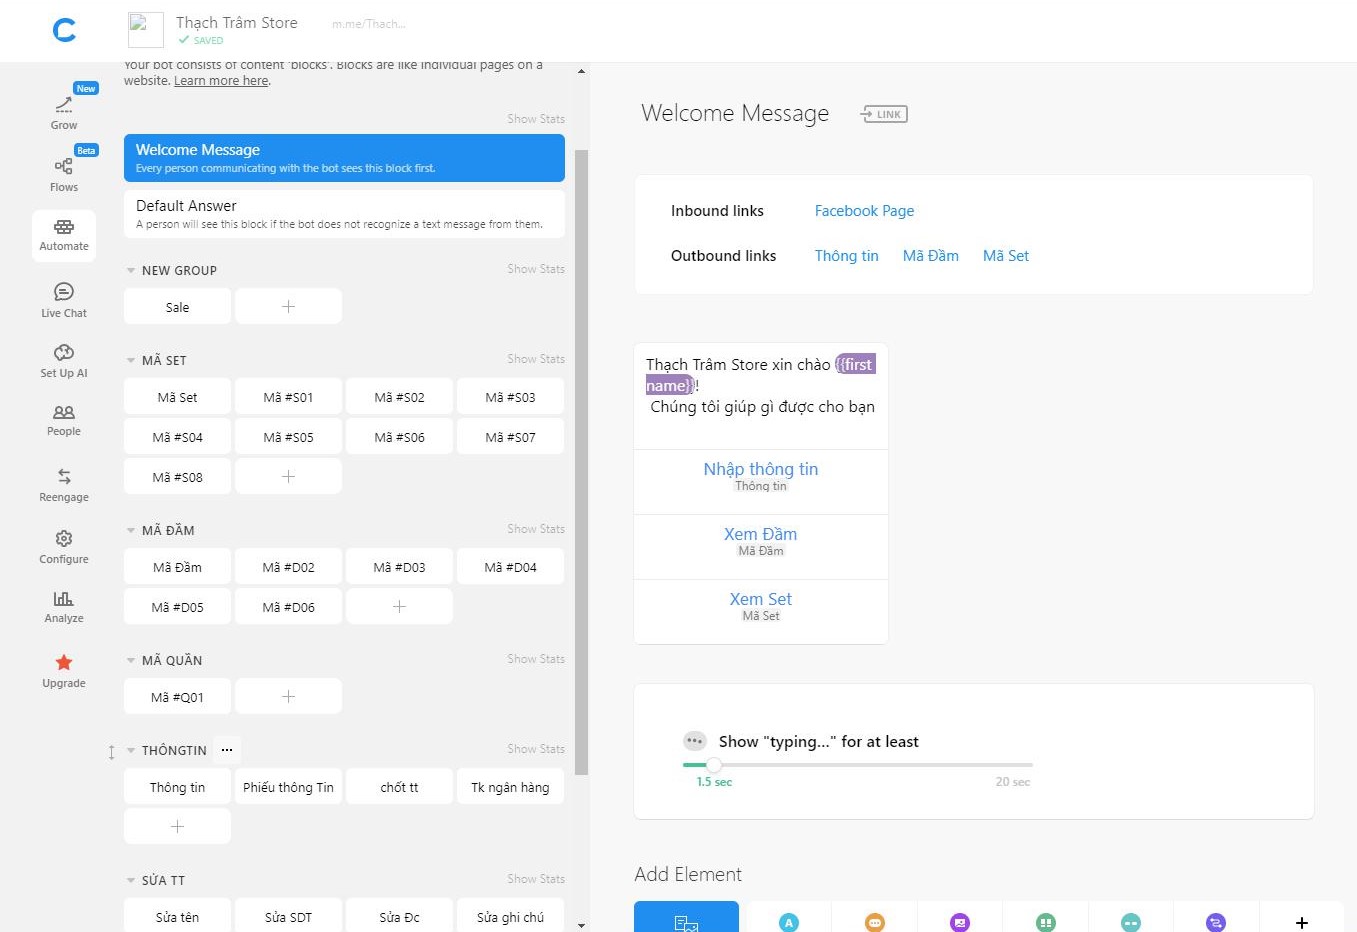 Thạch Trâm Store
m.me/Thach...
SAVED
Your bot consists of content 'blocks'. Blocks are like individual pages on a
website. Learn more here.
New
Grow
Beta
Flows
Automate
Live Chat
Set Up AI
People
Reengage
Configure
Analyze
Upgrade
Show Stats
Welcome Message
Every person communicating with the bot sees this block first.
Default Answer
A person will see this block if the bot does not recognize a text message from them.
NEW GROUP
Show Stats
Sale
MÃ SET
Show Stats
Mã Set
Mã #S01
Mã #S02
Mã #S03
Mã #S04
Mã #S05
Mã #S06
Mã #S07
Mã #S08
MÃ ĐẦM
Show Stats
Mã Đầm
Mã #D02
Mã #D03
Mã #D04
Mã #D05
Mã #D06
MÃ QUẦN
Show Stats
Mã #Q01
THÔNGTIN
Show Stats
Thông tin
Phiếu thông Tin
chốt tt
Tk ngân hàng
SỬA TT
Show Stats
Sửa tên
Sửa SDT
Sửa Đc
Sửa ghi chú
Welcome Message
LINK
Inbound links
Facebook Page
Outbound links
Thông tin
Mã Đầm
Mã Set
Thạch Trâm Store xin chào {{first
name}}!
Chúng tôi giúp gì được cho bạn
Nhập thông tin
Thông tin
Xem Đầm
Mã Đầm
Xem Set
Mã Set
Show "typing..." for at least
1.5 sec
20 sec
Add Element
A